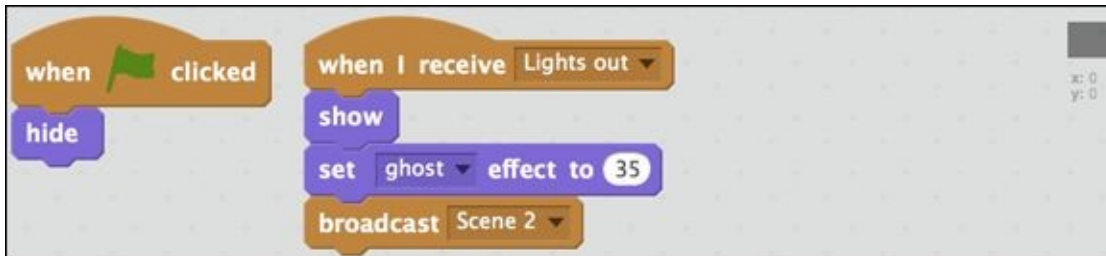 when clicked
hide
when I receive Lights out
show
set ghost effect to 35
broadcast Scene 2
x: 0
y: 0